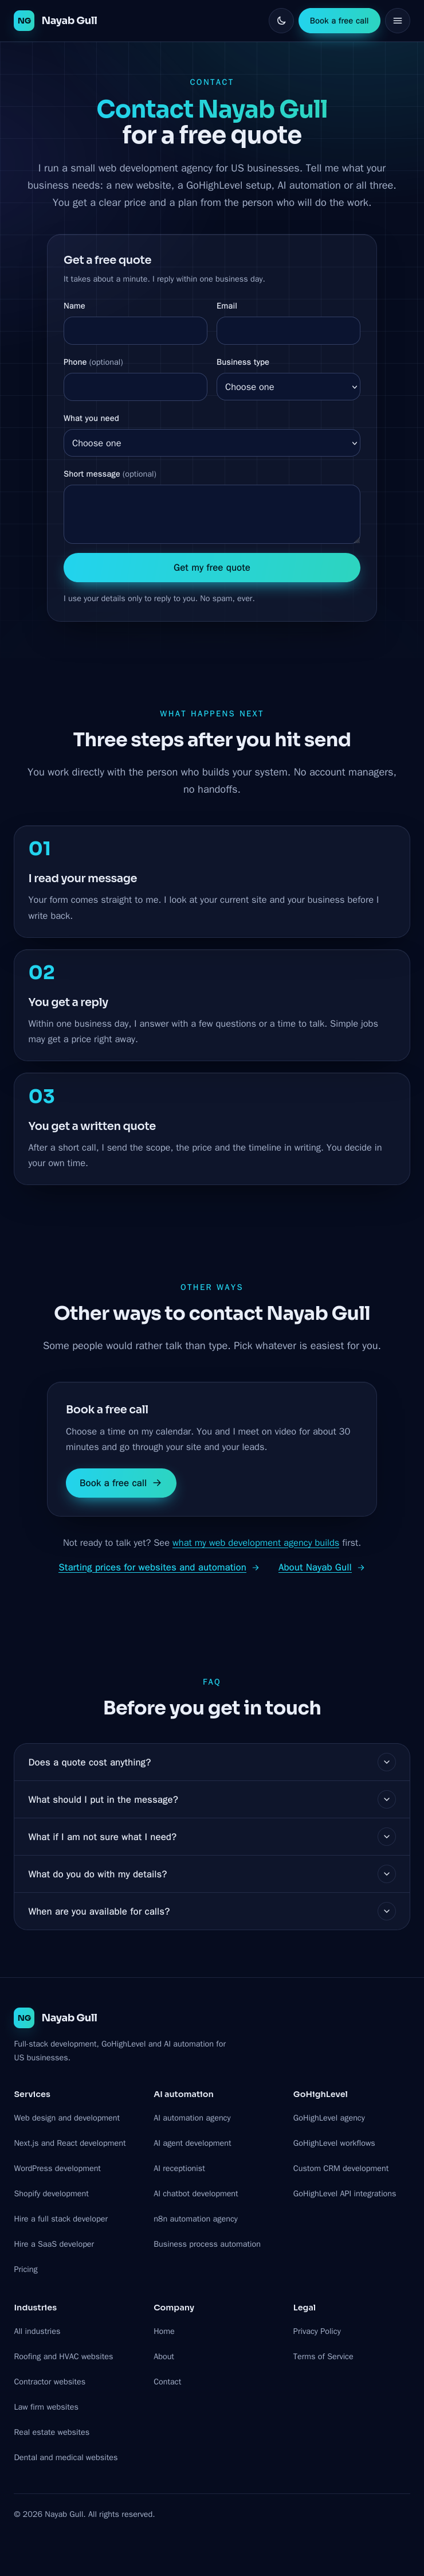 NG Nayab Gull
Book a free call
CONTACT
Contact Nayab Gull
for a free quote
I run a small web development agency for US businesses. Tell me what your
business needs: a new website, a GoHighLevel setup, AI automation or all three.
You get a clear price and a plan from the person who will do the work.
Get a free quote
It takes about a minute. I reply within one business day.
Name Email
Phone (optional) Business type
Choose one
What you need
Choose one
Short message (optional)
Get my free quote
I use your details only to reply to you. No spam, ever.
WHAT HAPPENS NEXT
Three steps after you hit send
You work directly with the person who builds your system. No account managers,
no handoffs.
01
I read your message
Your form comes straight to me. I look at your current site and your business before I
write back.
02
You get a reply
Within one business day, I answer with a few questions or a time to talk. Simple jobs
may get a price right away.
03
You get a written quote
After a short call, I send the scope, the price and the timeline in writing. You decide in
your own time.
OTHER WAYS
Other ways to contact Nayab Gull
Some people would rather talk than type. Pick whatever is easiest for you.
Book a free call
Choose a time on my calendar. You and I meet on video for about 30
minutes and go through your site and your leads.
Book a free call →
Not ready to talk yet? See what my web development agency builds first.
Starting prices for websites and automation → About Nayab Gull →
FAQ
Before you get in touch
Does a quote cost anything?
What should I put in the message?
What if I am not sure what I need?
What do you do with my details?
When are you available for calls?
NG Nayab Gull
Full-stack development, GoHighLevel and AI automation for
US businesses.
Services
Web design and development
Next.js and React development
WordPress development
Shopify development
Hire a full stack developer
Hire a SaaS developer
Pricing
AI automation
AI automation agency
AI agent development
AI receptionist
AI chatbot development
n8n automation agency
Business process automation
GoHighLevel
GoHighLevel agency
GoHighLevel workflows
Custom CRM development
GoHighLevel API integrations
Industries
All industries
Roofing and HVAC websites
Contractor websites
Law firm websites
Real estate websites
Dental and medical websites
Company
Home
About
Contact
Legal
Privacy Policy
Terms of Service
© 2026 Nayab Gull. All rights reserved.